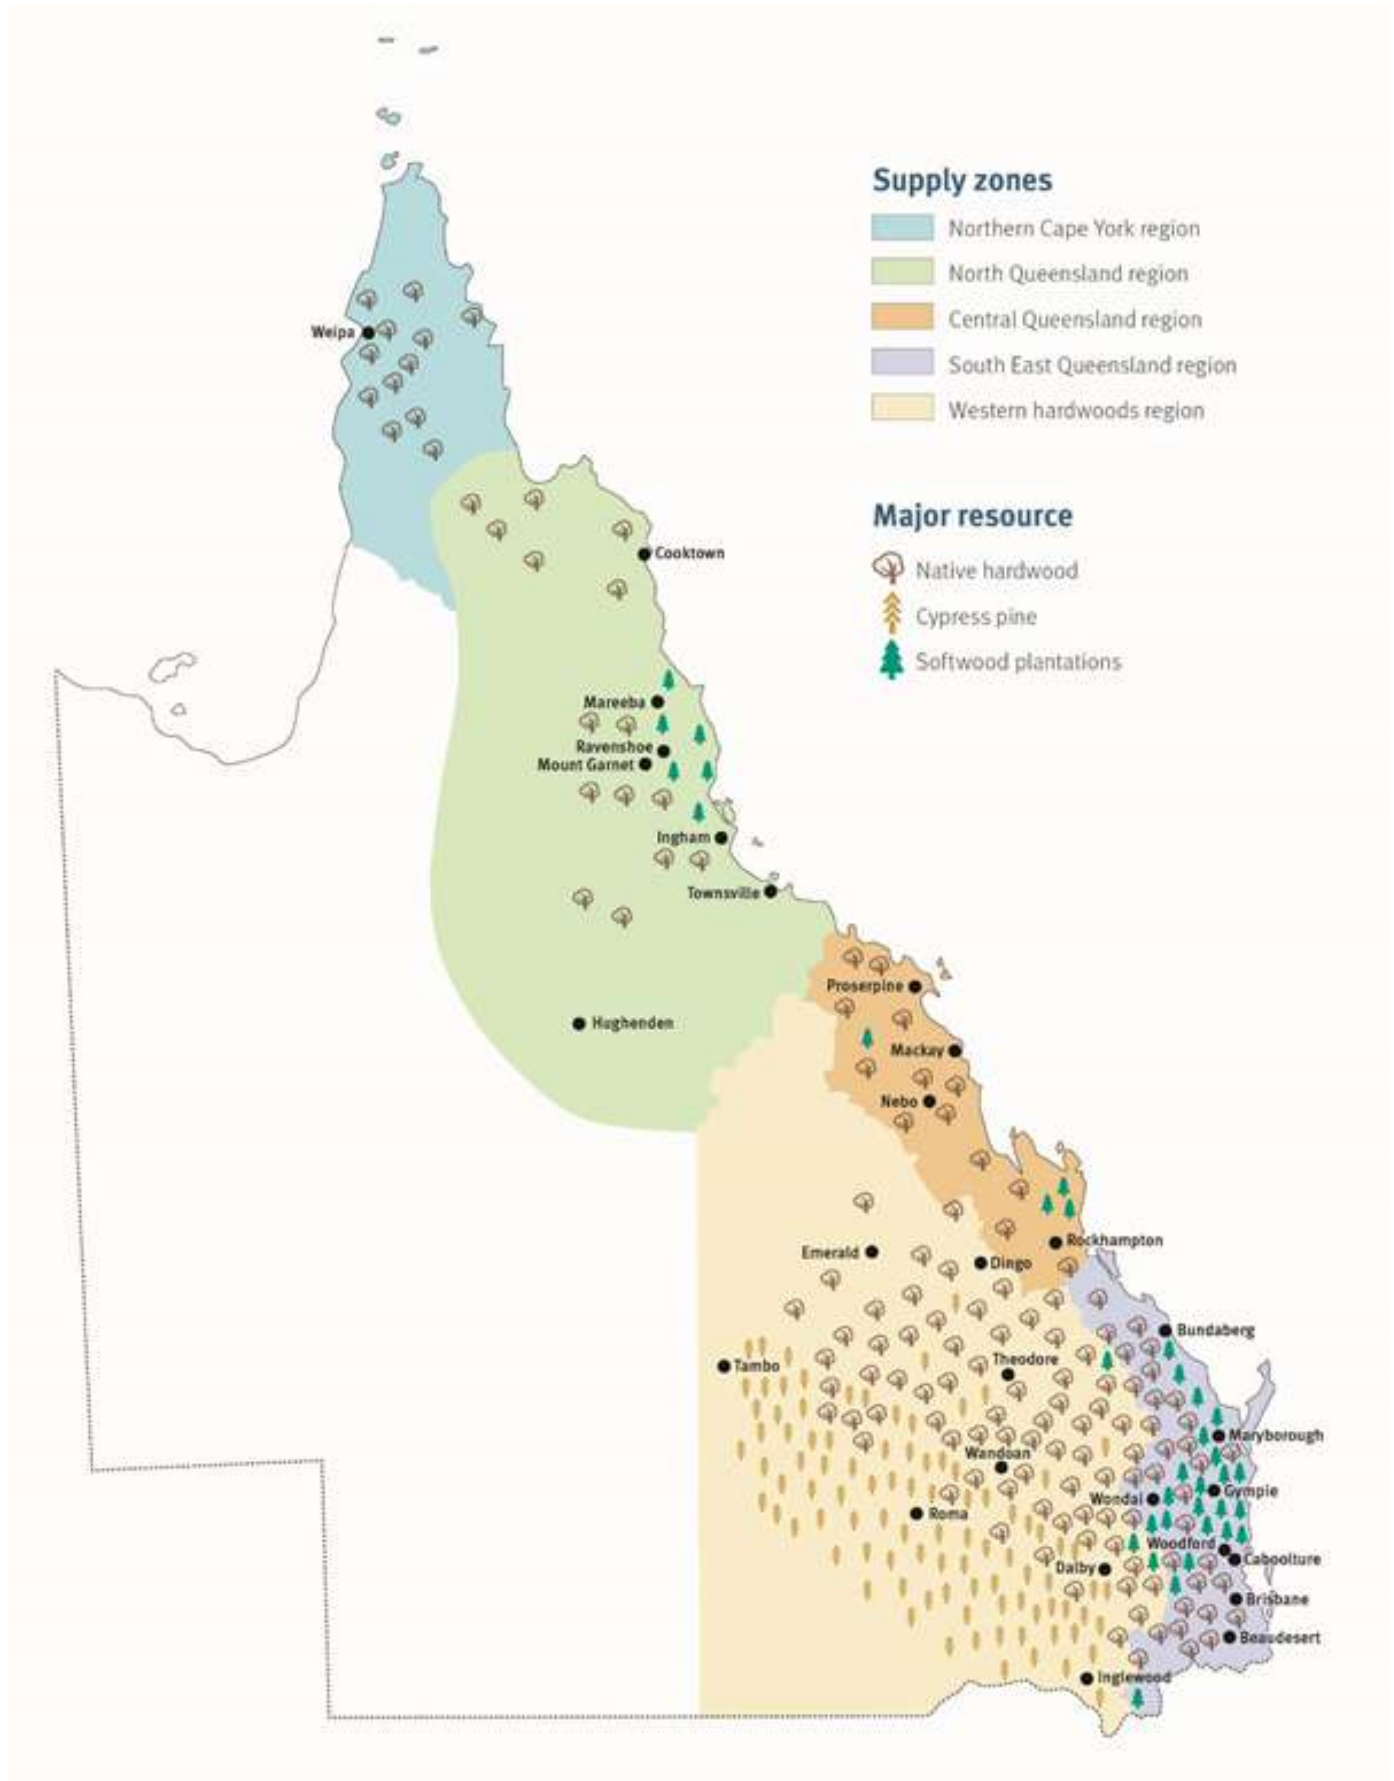 Supply zones
Northern Cape York region
North Queensland region
Central Queensland region
South East Queensland region
Western hardwoods region
Major resource
Native hardwood
Cypress pine
Softwood plantations
Weipa
Cooktown
Mareeba
Ravenshoe
Mount Garnet
Ingham
Townsville
Proserpine
Hughenden
Mackay
Nebo
Rockhampton
Emerald
Dingo
Bundaberg
Theodore
Tambo
Maryborough
Wandoan
Gympie
Wondai
Roma
Woodford
Caboolture
Dalby
Brisbane
Beaudesert
Inglewood